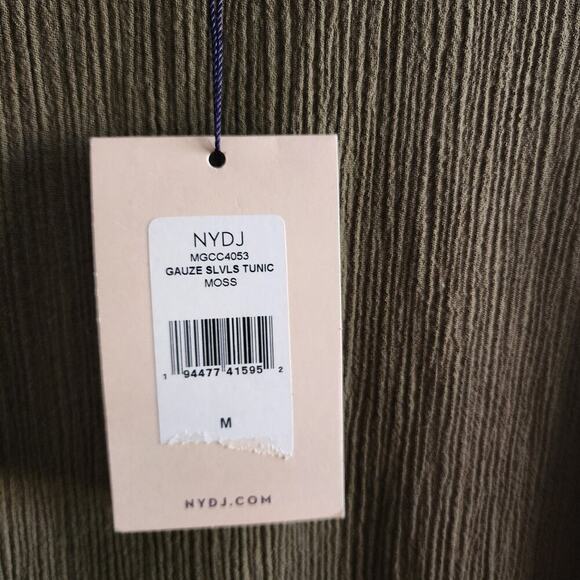 NYDJ
MGCC4053
GAUZE SLVLS TUNIC
MOSS
1 94477 41595 2
M
NYDJ.COM